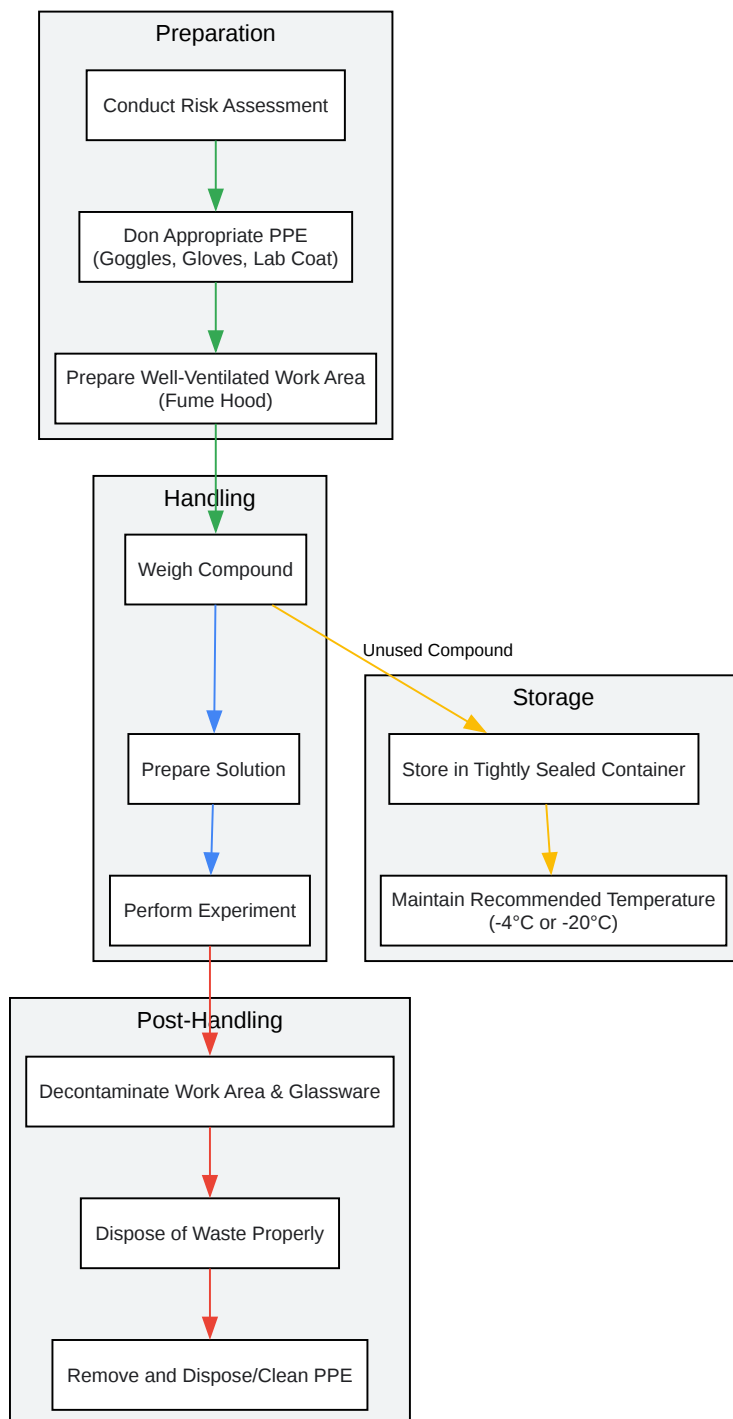 Preparation
Conduct Risk Assessment
Don Appropriate PPE
(Goggles, Gloves, Lab Coat)
Prepare Well-Ventilated Work Area
(Fume Hood)
Handling
Weigh Compound
Unused Compound
Storage
Prepare Solution
Store in Tightly Sealed Container
Perform Experiment
Maintain Recommended Temperature
(-4°C or -20°C)
Post-Handling
Decontaminate Work Area & Glassware
Dispose of Waste Properly
Remove and Dispose/Clean PPE